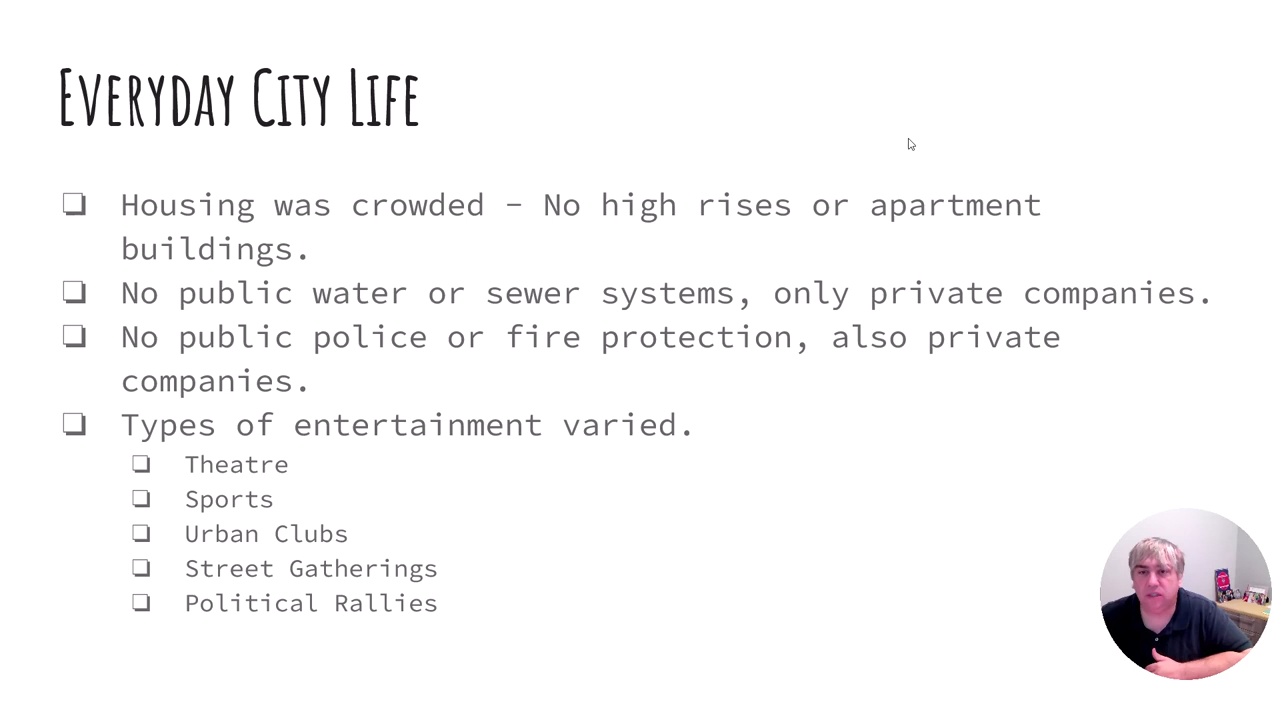 Everyday City Life
❏ Housing was crowded - No high rises or apartment
buildings.
❏ No public water or sewer systems, only private companies.
❏ No public police or fire protection, also private
companies.
❏ Types of entertainment varied.
❏ Theatre
❏ Sports
❏ Urban Clubs
❏ Street Gatherings
❏ Political Rallies